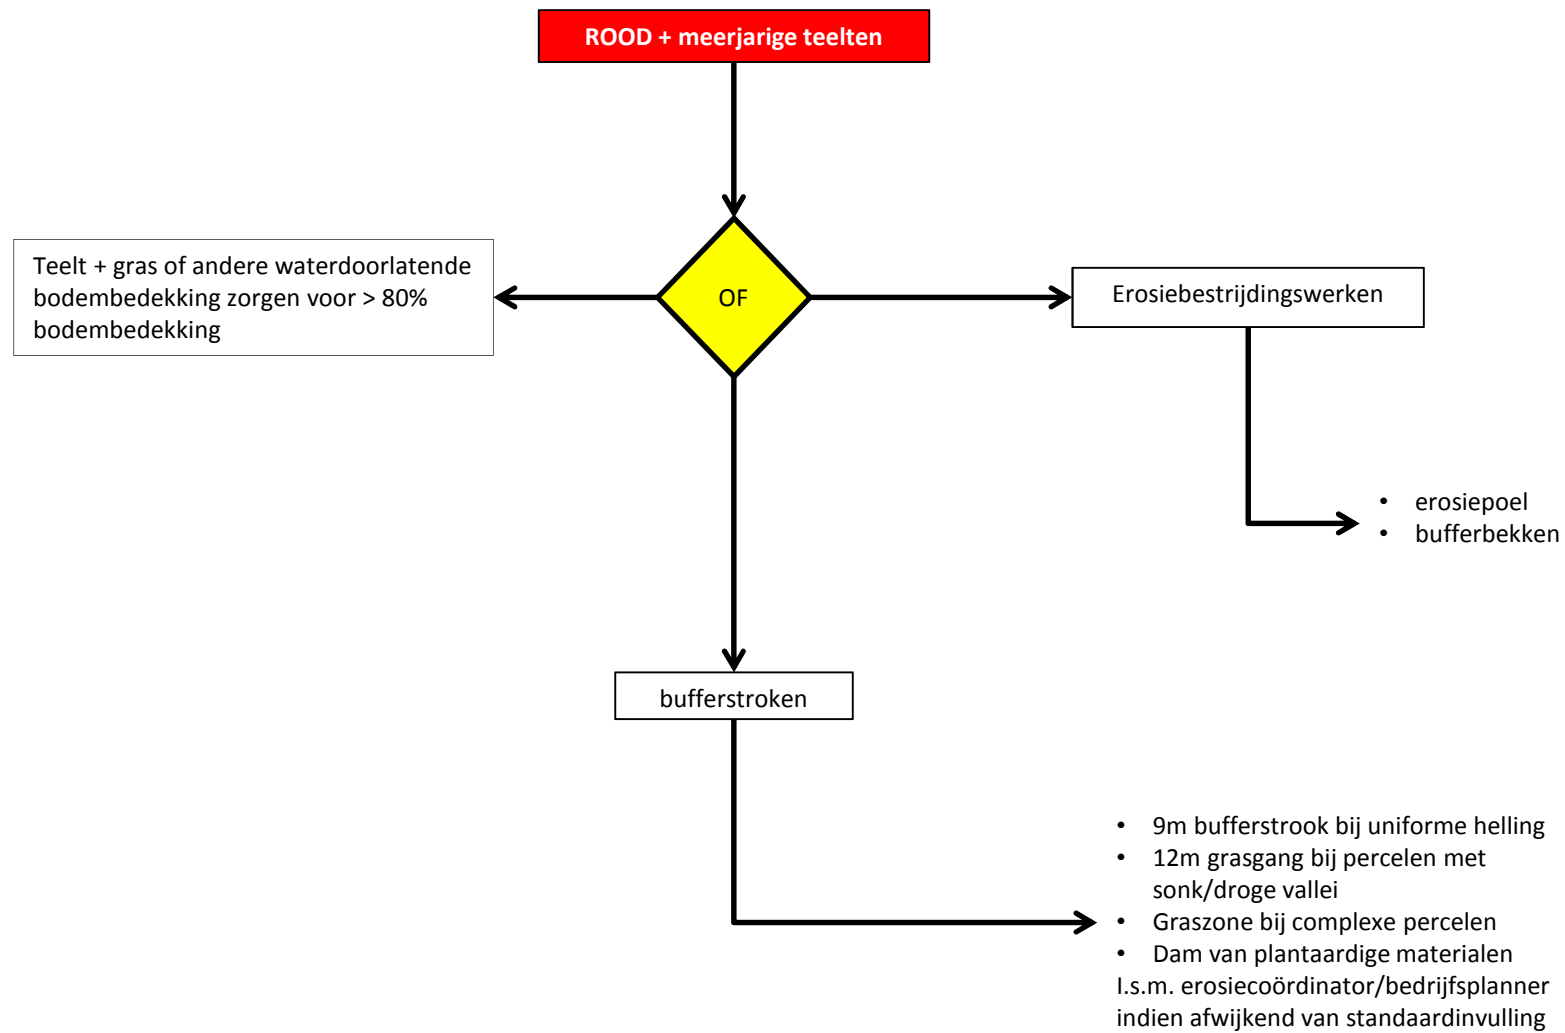 ROOD + meerjarige teelten
Teelt + gras of andere waterdoorlatende
bodembedekking zorgen voor > 80%
bodembedekking
OF
Erosiebestrijdingswerken
• erosiepoel
• bufferbekken
bufferstroken
• 9m bufferstrook bij uniforme helling
• 12m grasgang bij percelen met
sonk/droge vallei
• Graszone bij complexe percelen
• Dam van plantaardige materialen
I.s.m. erosiecoördinator/bedrijfsplanner
indien afwijkend van standaardinvulling